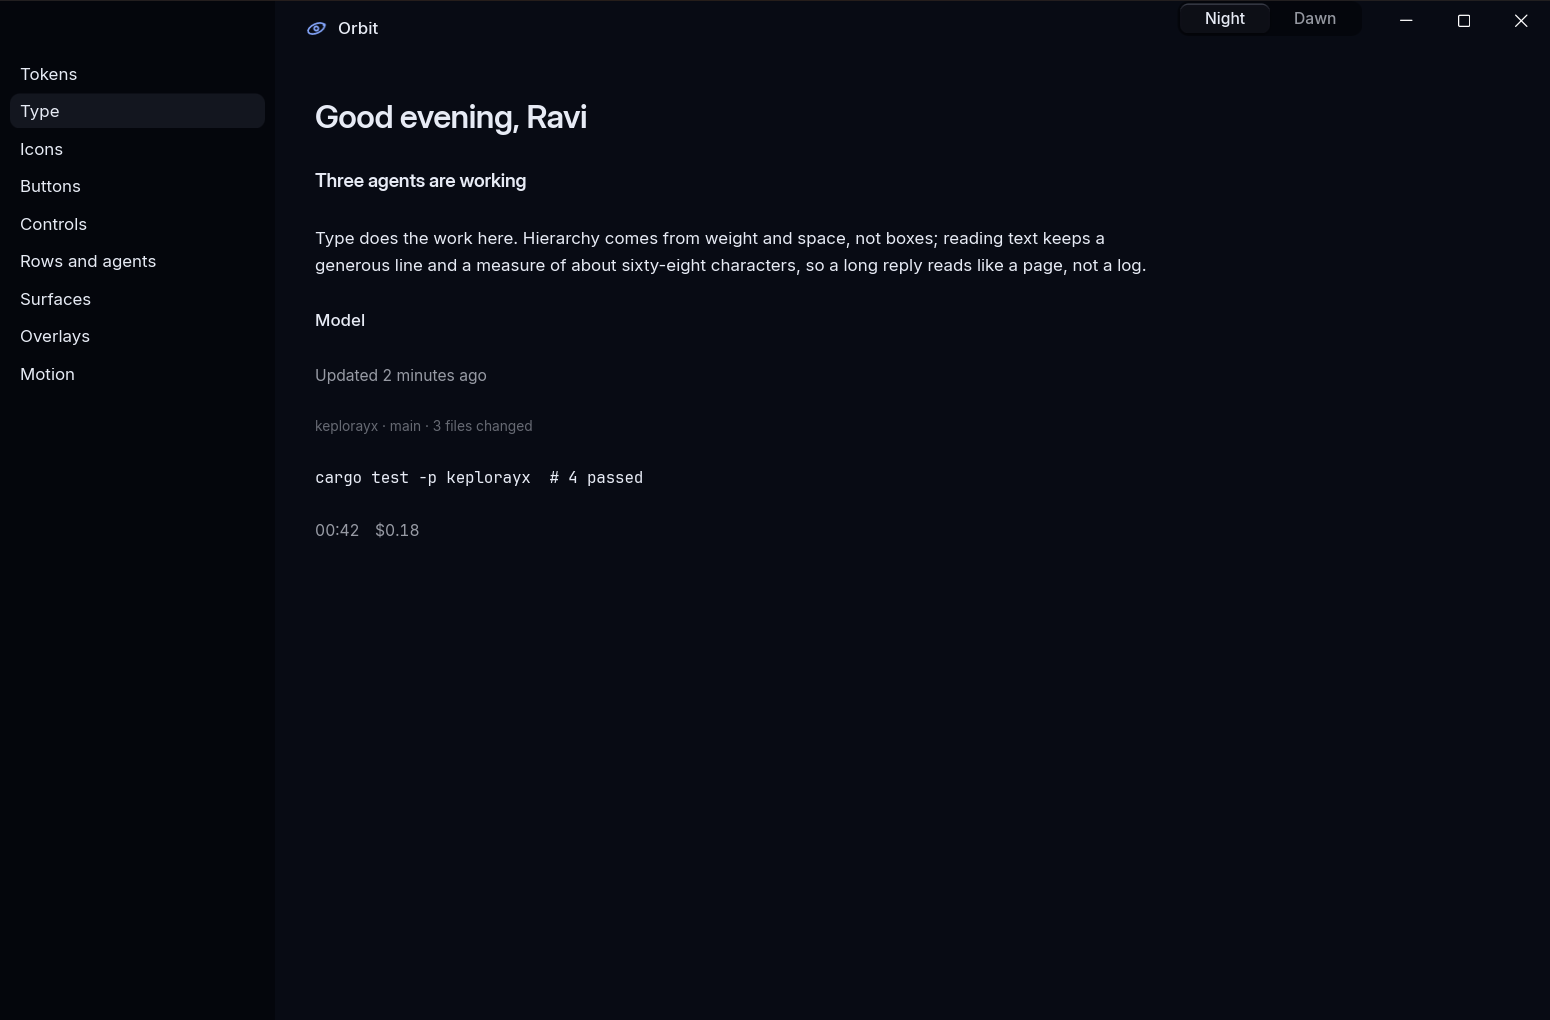 Orbit
Night
Dawn
Tokens
Type
Icons
Buttons
Controls
Rows and agents
Surfaces
Overlays
Motion
Good evening, Ravi
Three agents are working
Type does the work here. Hierarchy comes from weight and space, not boxes; reading text keeps a
generous line and a measure of about sixty-eight characters, so a long reply reads like a page, not a log.
Model
Updated 2 minutes ago
keplorayx · main · 3 files changed
cargo test -p keplorayx  # 4 passed
00:42   $0.18